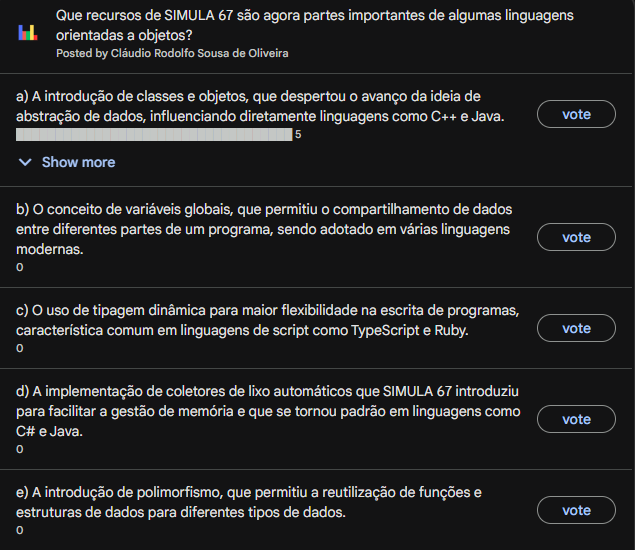 Que recursos de SIMULA 67 são agora partes importantes de algumas linguagens
orientadas a objetos?
Posted by Cláudio Rodolfo Sousa de Oliveira
a) A introdução de classes e objetos, que despertou o avanço da ideia de
abstração de dados, influenciando diretamente linguagens como C++ e Java.
5
vote
Show more
b) O conceito de variáveis globais, que permitiu o compartilhamento de dados
entre diferentes partes de um programa, sendo adotado em várias linguagens
modernas.
0
vote
c) O uso de tipagem dinâmica para maior flexibilidade na escrita de programas,
característica comum em linguagens de script como TypeScript e Ruby.
0
vote
d) A implementação de coletores de lixo automáticos que SIMULA 67 introduziu
para facilitar a gestão de memória e que se tornou padrão em linguagens como
C# e Java.
0
vote
e) A introdução de polimorfismo, que permitiu a reutilização de funções e
estruturas de dados para diferentes tipos de dados.
0
vote